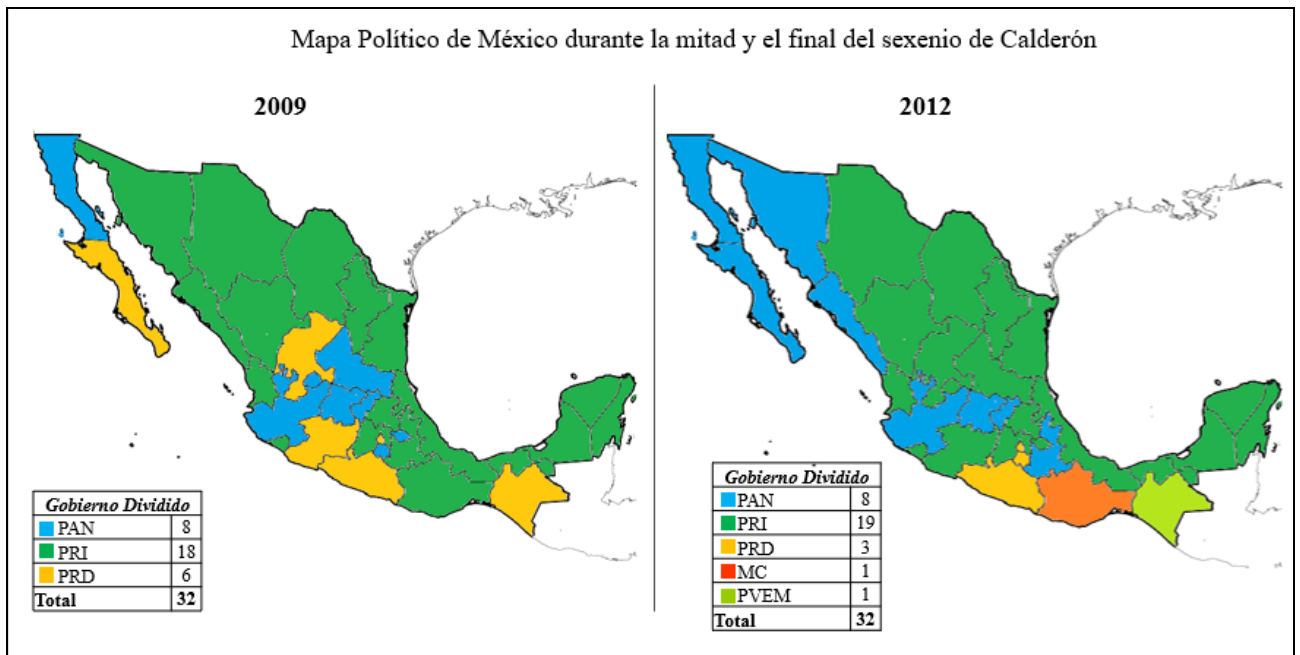 Mapa Político de México durante la mitad y el final del sexenio de Calderón
2009
Gobierno Dividido
PAN 8
PRI 18
PRD 6
Total 32
2012
Gobierno Dividido
PAN 8
PRI 19
PRD 3
MC 1
PVEM 1
Total 32